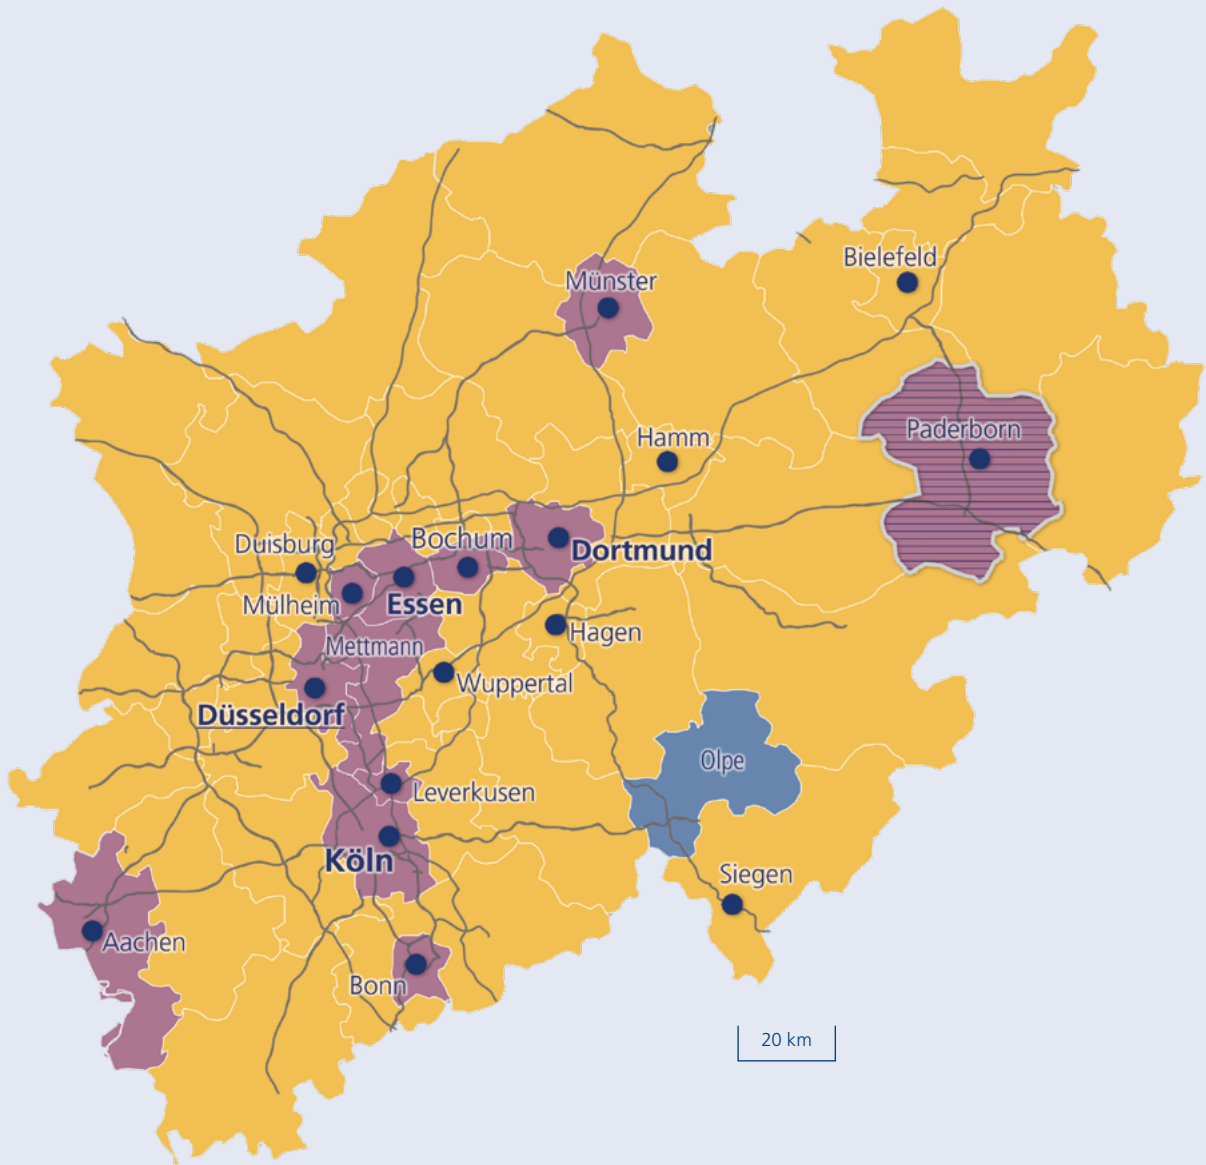 Bielefeld
Münster
Paderborn
Hamm
Duisburg
Bochum
Dortmund
Mülheim
Essen
Hagen
Mettmann
Wuppertal
Düsseldorf
Olpe
Leverkusen
Köln
Siegen
Aachen
Bonn
20 km